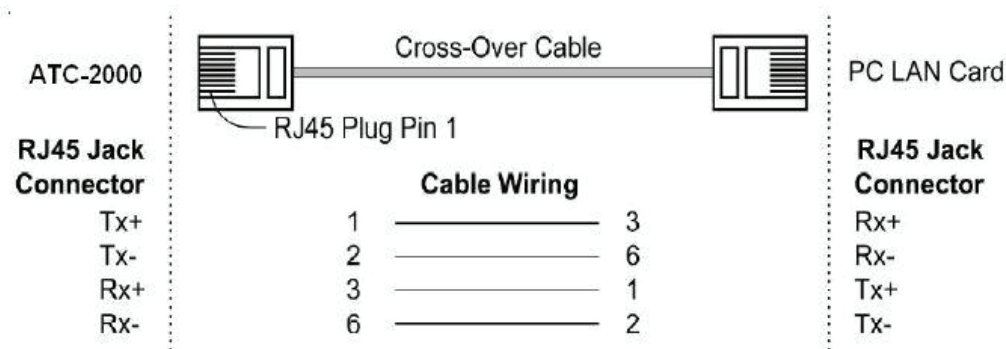 Cross-Over Cable
ATC-2000
PC LAN Card
RJ45 Plug Pin 1
RJ45 Jack Connector
RJ45 Jack Connector
Cable Wiring
Tx+ 1 3 Rx+
Tx- 2 6 Rx-
Rx+ 3 1 Tx+
Rx- 6 2 Tx-